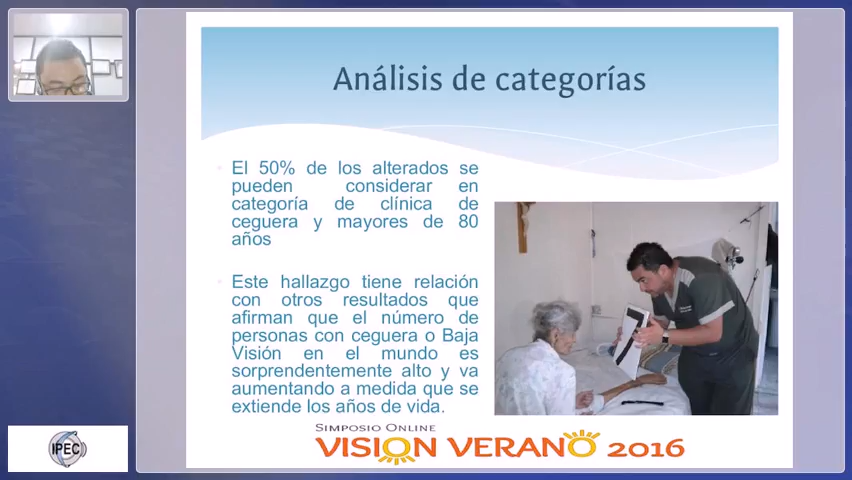 Análisis de categorías
El 50% de los alterados se
pueden considerar en
categoría de clínica de
ceguera y mayores de 80
años
Este hallazgo tiene relación
con otros resultados que
afirman que el número de
personas con ceguera o Baja
Visión en el mundo es
sorprendentemente alto y va
aumentando a medida que se
extiende los años de vida.
SIMPOSIO ONLINE
VISION VERANO 2016
IPEC